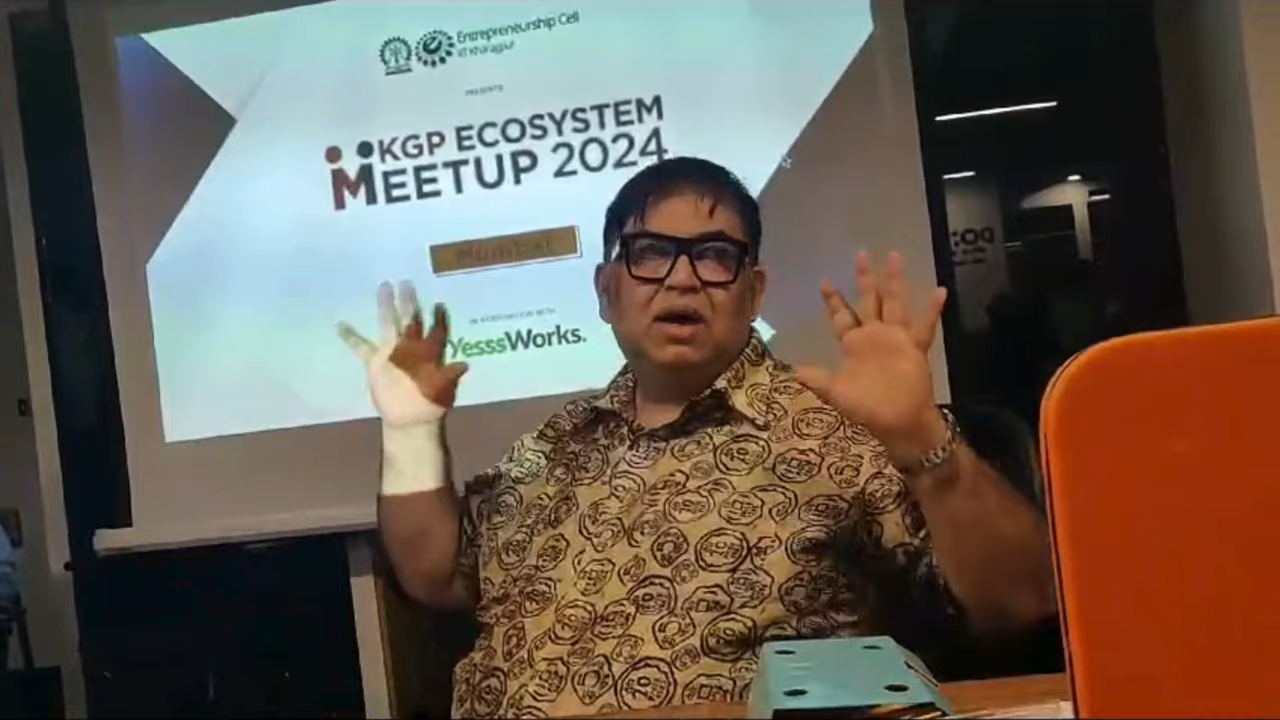 Entrepreneurship Cell
IIT Kharagpur
PRESENTS
KGP ECOSYSTEM
MEETUP 2024
MUMBAI
IN ASSOCIATION WITH
YesssWorks.